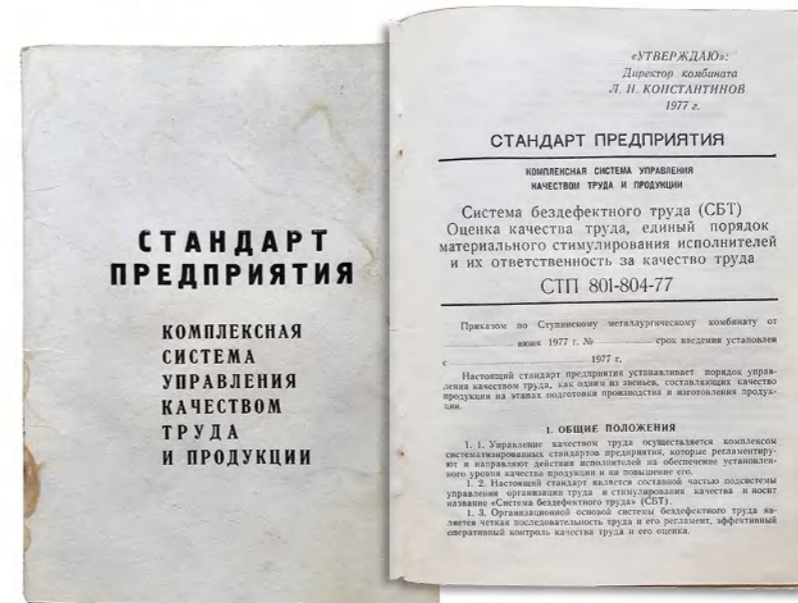 СТАНДАРТ
ПРЕДПРИЯТИЯ
КОМПЛЕКСНАЯ
СИСТЕМА
УПРАВЛЕНИЯ
КАЧЕСТВОМ
ТРУДА
И ПРОДУКЦИИ
«УТВЕРЖДАЮ»:
Директор комбината
Л. Н. КОНСТАНТИНОВ
1977 г.
СТАНДАРТ ПРЕДПРИЯТИЯ
КОМПЛЕКСНАЯ СИСТЕМА УПРАВЛЕНИЯ
КАЧЕСТВОМ ТРУДА И ПРОДУКЦИИ
Система бездефектного труда (СБТ)
Оценка качества труда, единый порядок
материального стимулирования исполнителей
и их ответственность за качество труда
СТП 801-804-77
Приказом по Ступинскому металлургическому комбинату от
июня 1977 г. № срок введения установлен
с 1977 г.
Настоящий стандарт предприятия устанавливает порядок управ-
ления качеством труда, как одним из звеньев, составляющих качество
продукции на этапах подготовки производства и изготовления продук-
ции.
I. ОБЩИЕ ПОЛОЖЕНИЯ
1. 1. Управление качеством труда осуществляется комплексом
систематизированных стандартов предприятия, которые регламентиру-
ют и направляют действия исполнителей на обеспечение установлен-
ного уровня качества продукции и на повышение его.
1. 2. Настоящий стандарт является составной частью подсистемы
управления организации труда и стимулирования качества и носит
название «Система бездефектного труда» (СБТ).
1. 3. Организационной основой системы бездефектного труда яв-
ляется четкая последовательность труда и его регламент, эффективный
оперативный контроль качества труда и его оценка.